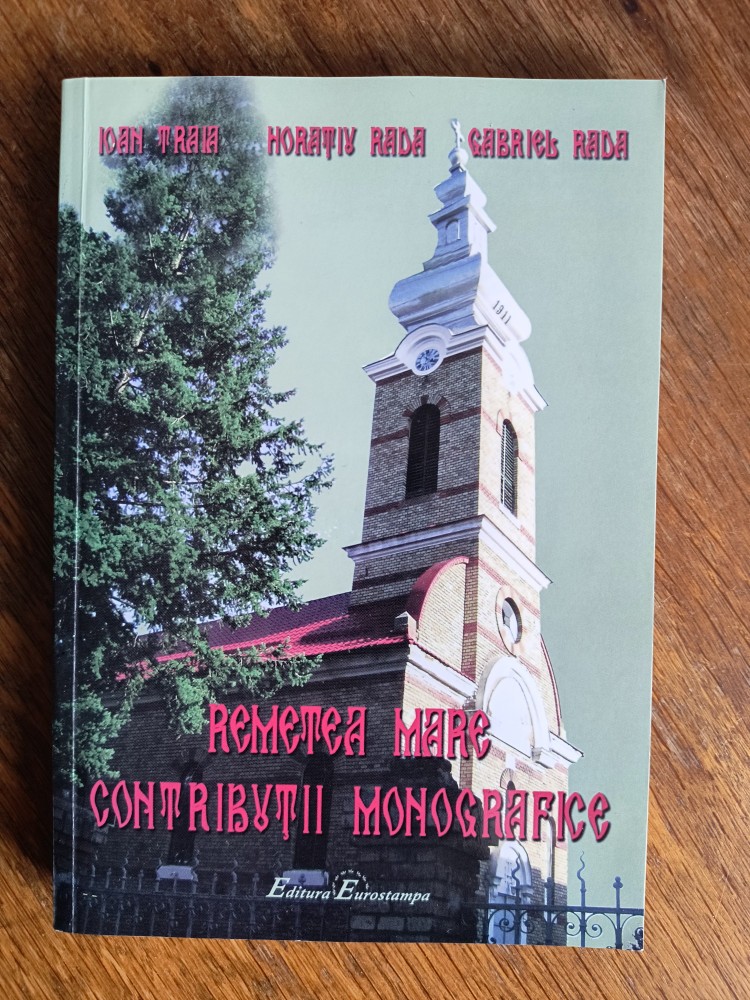 IOAN TRAIA HORAȚIU RADA GABRIEL RADA
1911
REMETEA MARE
CONTRIBUȚII MONOGRAFICE
Editura Eurostampa